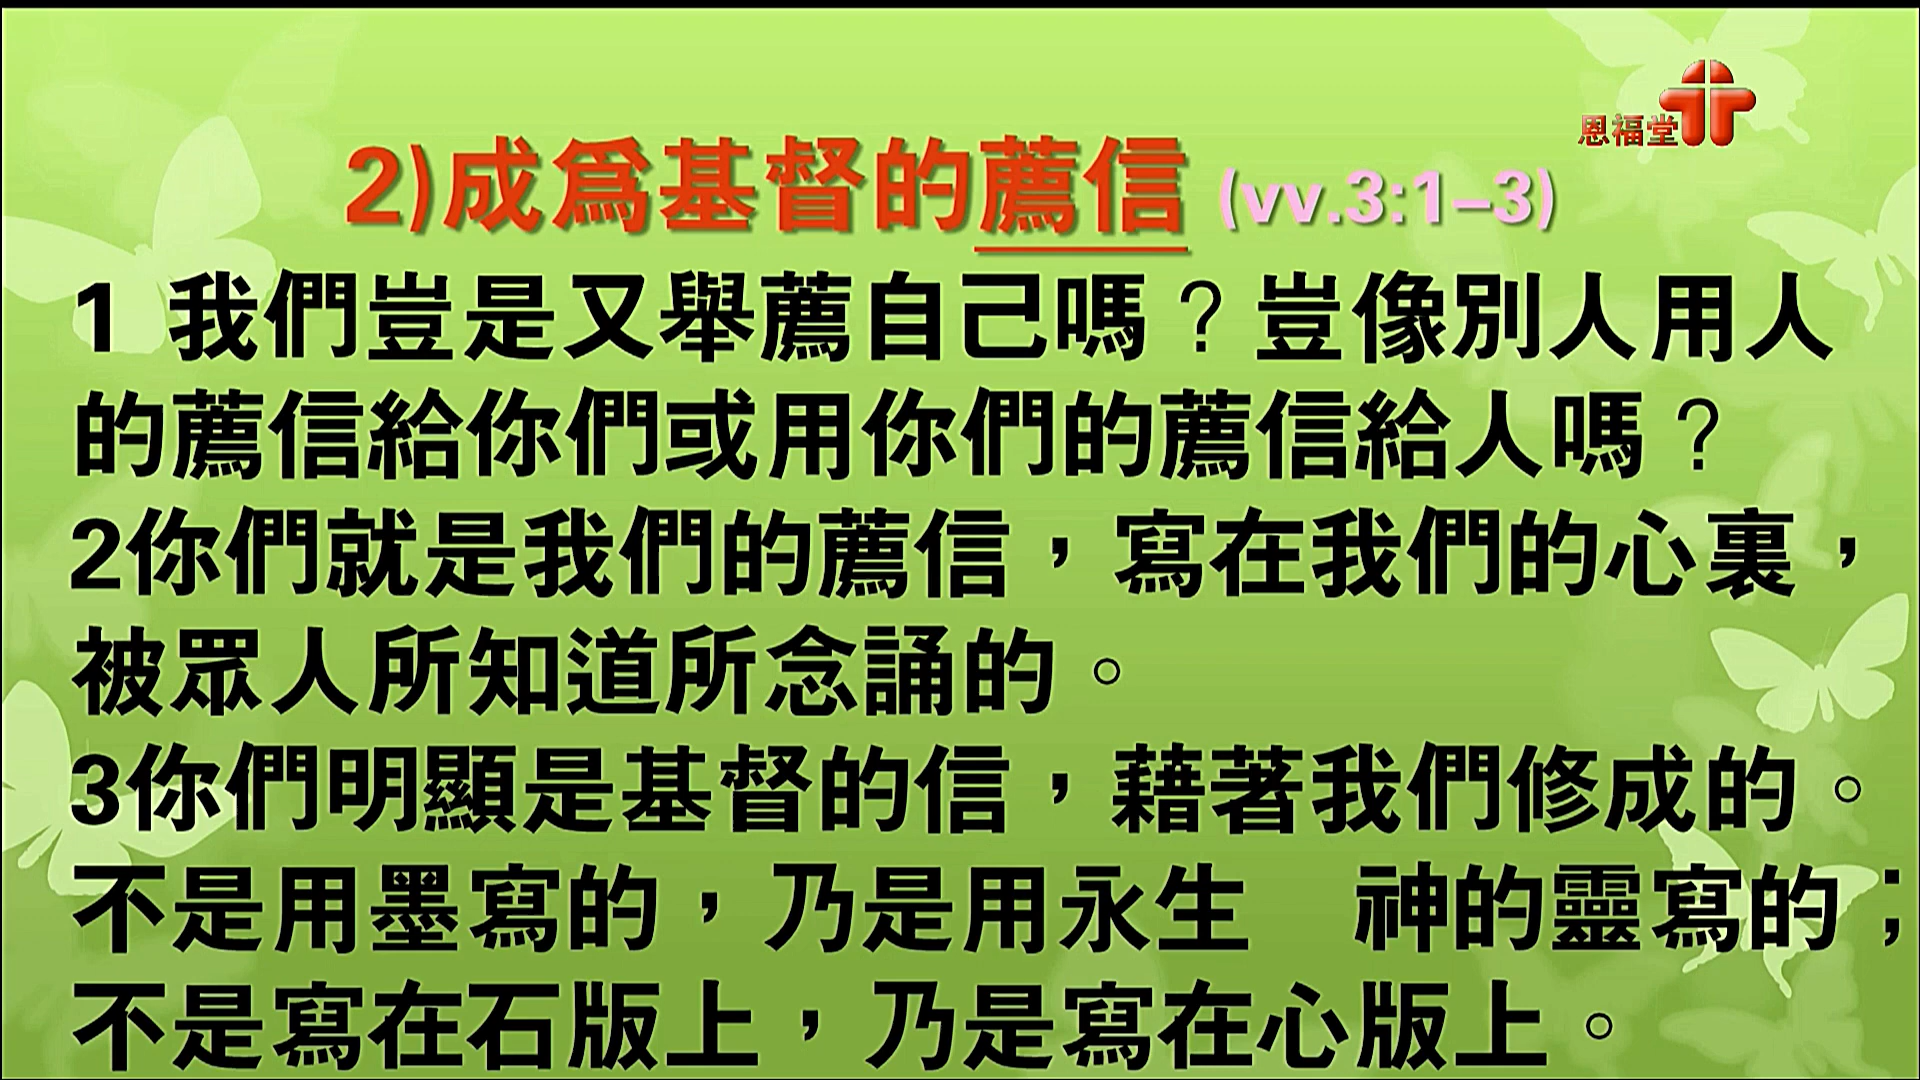 恩福堂
2)成爲基督的薦信 (vv.3:1–3)
1 我們豈是又舉薦自己嗎？豈像別人用人
的薦信給你們或用你們的薦信給人嗎？
2你們就是我們的薦信，寫在我們的心裏，
被眾人所知道所念誦的。
3你們明顯是基督的信，藉著我們修成的。
不是用墨寫的，乃是用永生　神的靈寫的；
不是寫在石版上，乃是寫在心版上。